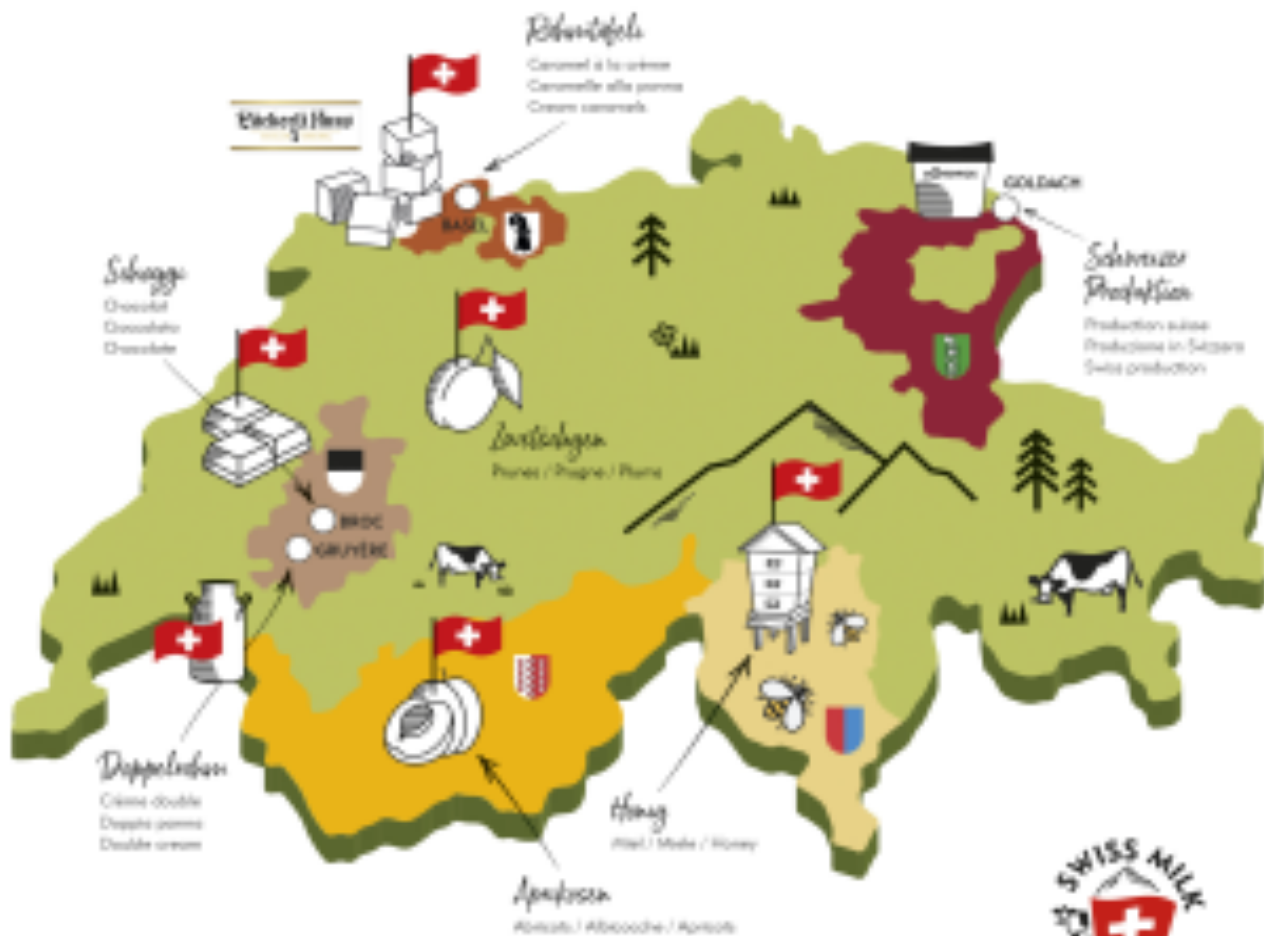 Rahmtäfeli
Caramel à la crème
Caramelle alla panna
Cream caramels
BASEL
GOLDACH
Schweizer
Produktion
Production suisse
Produzione in Svizzera
Swiss production
Schoggi
Chocolat
Cioccolato
Chocolate
Zwetschgen
Prunes / Prugne / Plums
BROC
GRUYÈRE
Doppelrahm
Crème double
Doppia panna
Double cream
Honig
Miel / Miele / Honey
Aprikosen
Abricots / Albicocche / Apricots
SWISS MILK